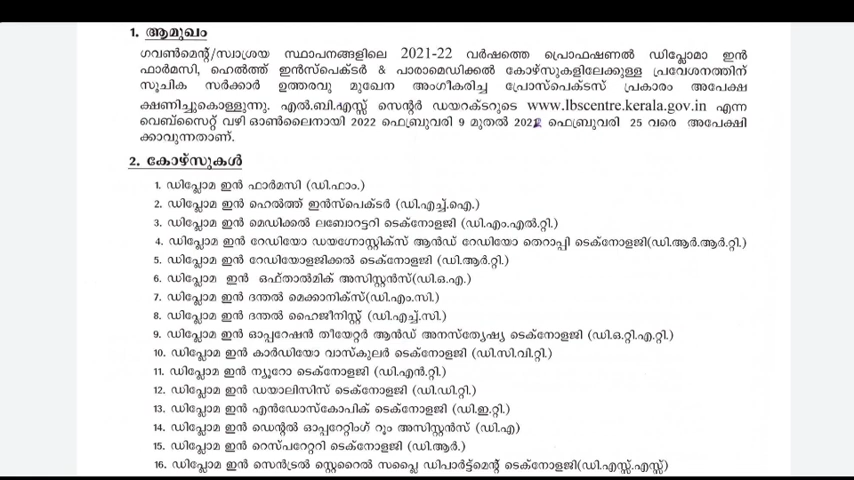 1. ആമുഖം
ഗവൺമെന്റ്/സ്വാശ്രയ സ്ഥാപനങ്ങളിലെ 2021-22 വർഷത്തെ പ്രൊഫഷണൽ ഡിപ്ലോമാ ഇൻ
ഫാർമസി, ഹെൽത്ത് ഇൻസ്പെക്ടർ & പാരാമെഡിക്കൽ കോഴ്സുകളിലേക്കുള്ള പ്രവേശനത്തിന്
സൂചിക സർക്കാർ ഉത്തരവു മുഖേന അംഗീകരിച്ച പ്രോസ്പെക്ടസ് പ്രകാരം അപേക്ഷ
ക്ഷണിച്ചുകൊള്ളുന്നു. എൽ.ബി.എസ്സ് സെന്റർ ഡയറക്ടറുടെ www.lbscentre.kerala.gov.in എന്ന
വെബ്സൈറ്റ് വഴി ഓൺലൈനായി 2022 ഫെബ്രുവരി 9 മുതൽ 2022 ഫെബ്രുവരി 25 വരെ അപേക്ഷി
ക്കാവുന്നതാണ്.
2. കോഴ്സുകൾ
1. ഡിപ്ലോമ ഇൻ ഫാർമസി (ഡി.ഫാം.)
2. ഡിപ്ലോമ ഇൻ ഹെൽത്ത് ഇൻസ്പെക്ടർ (ഡി.എച്ച്.ഐ.)
3. ഡിപ്ലോമ ഇൻ മെഡിക്കൽ ലബോറട്ടറി ടെക്നോളജി (ഡി.എം.എൽ.റ്റി.)
4. ഡിപ്ലോമ ഇൻ റേഡിയോ ഡയഗ്നോസ്റ്റിക്സ് ആൻഡ് റേഡിയോ തെറാപ്പി ടെക്നോളജി(ഡി.ആർ.ആർ.റ്റി.)
5. ഡിപ്ലോമ ഇൻ റേഡിയോളജിക്കൽ ടെക്നോളജി (ഡി.ആർ.റ്റി.)
6. ഡിപ്ലോമ ഇൻ ഒഫ്താൽമിക് അസിസ്റ്റൻസ്(ഡി.ഒ.എ.)
7. ഡിപ്ലോമ ഇൻ ദന്തൽ മെക്കാനിക്സ്(ഡി.എം.സി.)
8. ഡിപ്ലോമ ഇൻ ദന്തൽ ഹൈജീനിസ്റ്റ് (ഡി.എച്ച്.സി.)
9. ഡിപ്ലോമ ഇൻ ഓപ്പറേഷൻ തീയേറ്റർ ആൻഡ് അനസ്തേഷ്യ ടെക്നോളജി (ഡി.ഒ.റ്റി.എ.റ്റി.)
10. ഡിപ്ലോമ ഇൻ കാർഡിയോ വാസ്കുലർ ടെക്നോളജി (ഡി.സി.വി.റ്റി.)
11. ഡിപ്ലോമ ഇൻ ന്യൂറോ ടെക്നോളജി (ഡി.എൻ.റ്റി.)
12. ഡിപ്ലോമ ഇൻ ഡയാലിസിസ് ടെക്നോളജി (ഡി.ഡി.റ്റി.)
13. ഡിപ്ലോമ ഇൻ എൻഡോസ്കോപിക് ടെക്നോളജി (ഡി.ഇ.റ്റി.)
14. ഡിപ്ലോമ ഇൻ ഡെന്റൽ ഓപ്പറേറ്റിംഗ് റൂം അസിസ്റ്റൻസ് (ഡി.എ)
15. ഡിപ്ലോമ ഇൻ റെസ്പറേറ്ററി ടെക്നോളജി (ഡി.ആർ.)
16. ഡിപ്ലോമ ഇൻ സെൻട്രൽ സ്റ്റെറൈൽ സപ്ലൈ ഡിപാർട്ട്മെന്റ് ടെക്നോളജി(ഡി.എസ്സ്.എസ്സ്)